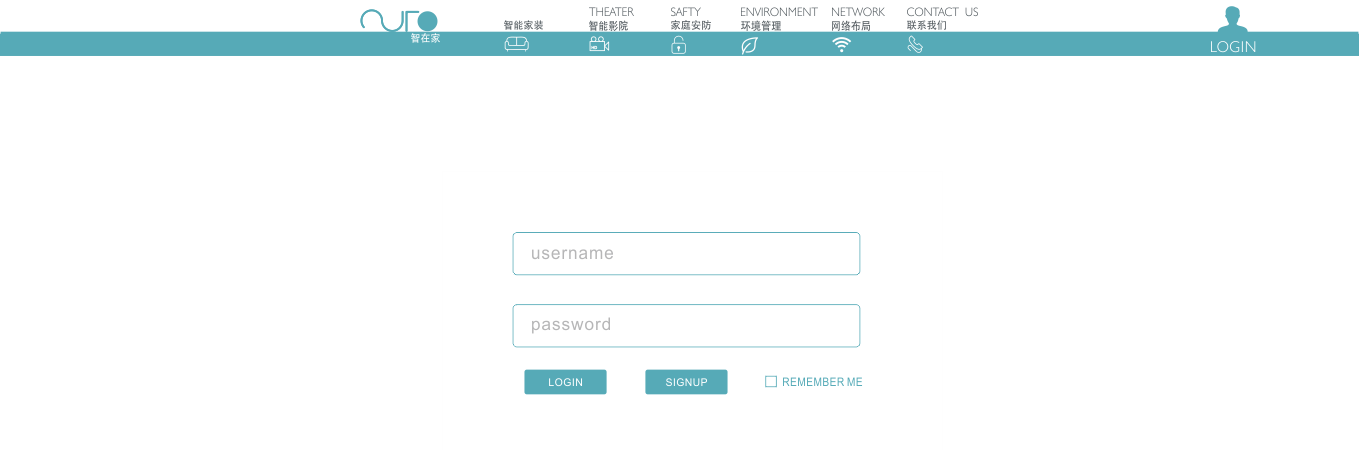 智在家
智能家装
THEATER
智能影院
SAFTY
家庭安防
ENVIRONMENT
环境管理
NETWORK
网络布局
CONTACT US
联系我们
LOGIN
username
password
LOGIN
SIGNUP
REMEMBER ME